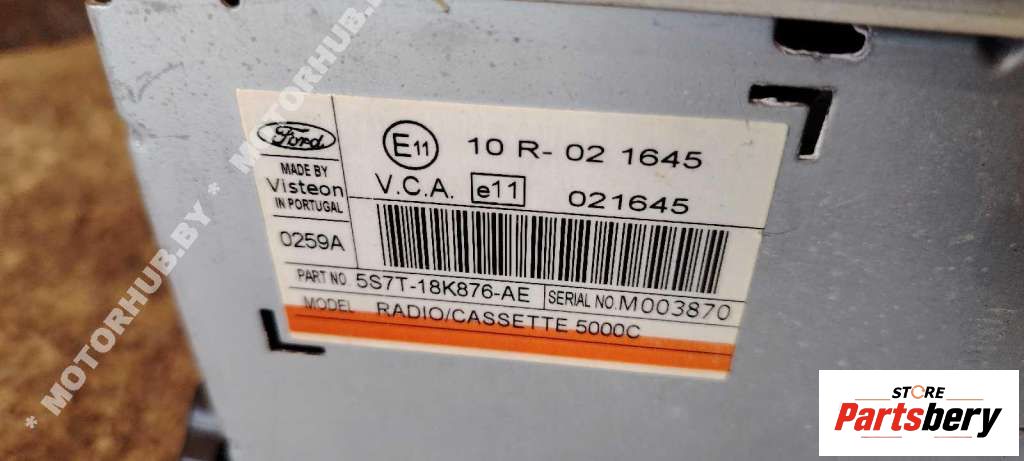 Ford
MADE BY
Visteon
IN PORTUGAL
0259A
E11 10 R- 02 1645
V.C.A. e11 021645
PART NO. 5S7T-18K876-AE SERIAL NO. M003870
MODEL RADIO/CASSETTE 5000C
* MOTORHUB.BY * MOTORHUB.BY
STORE
Partsbery